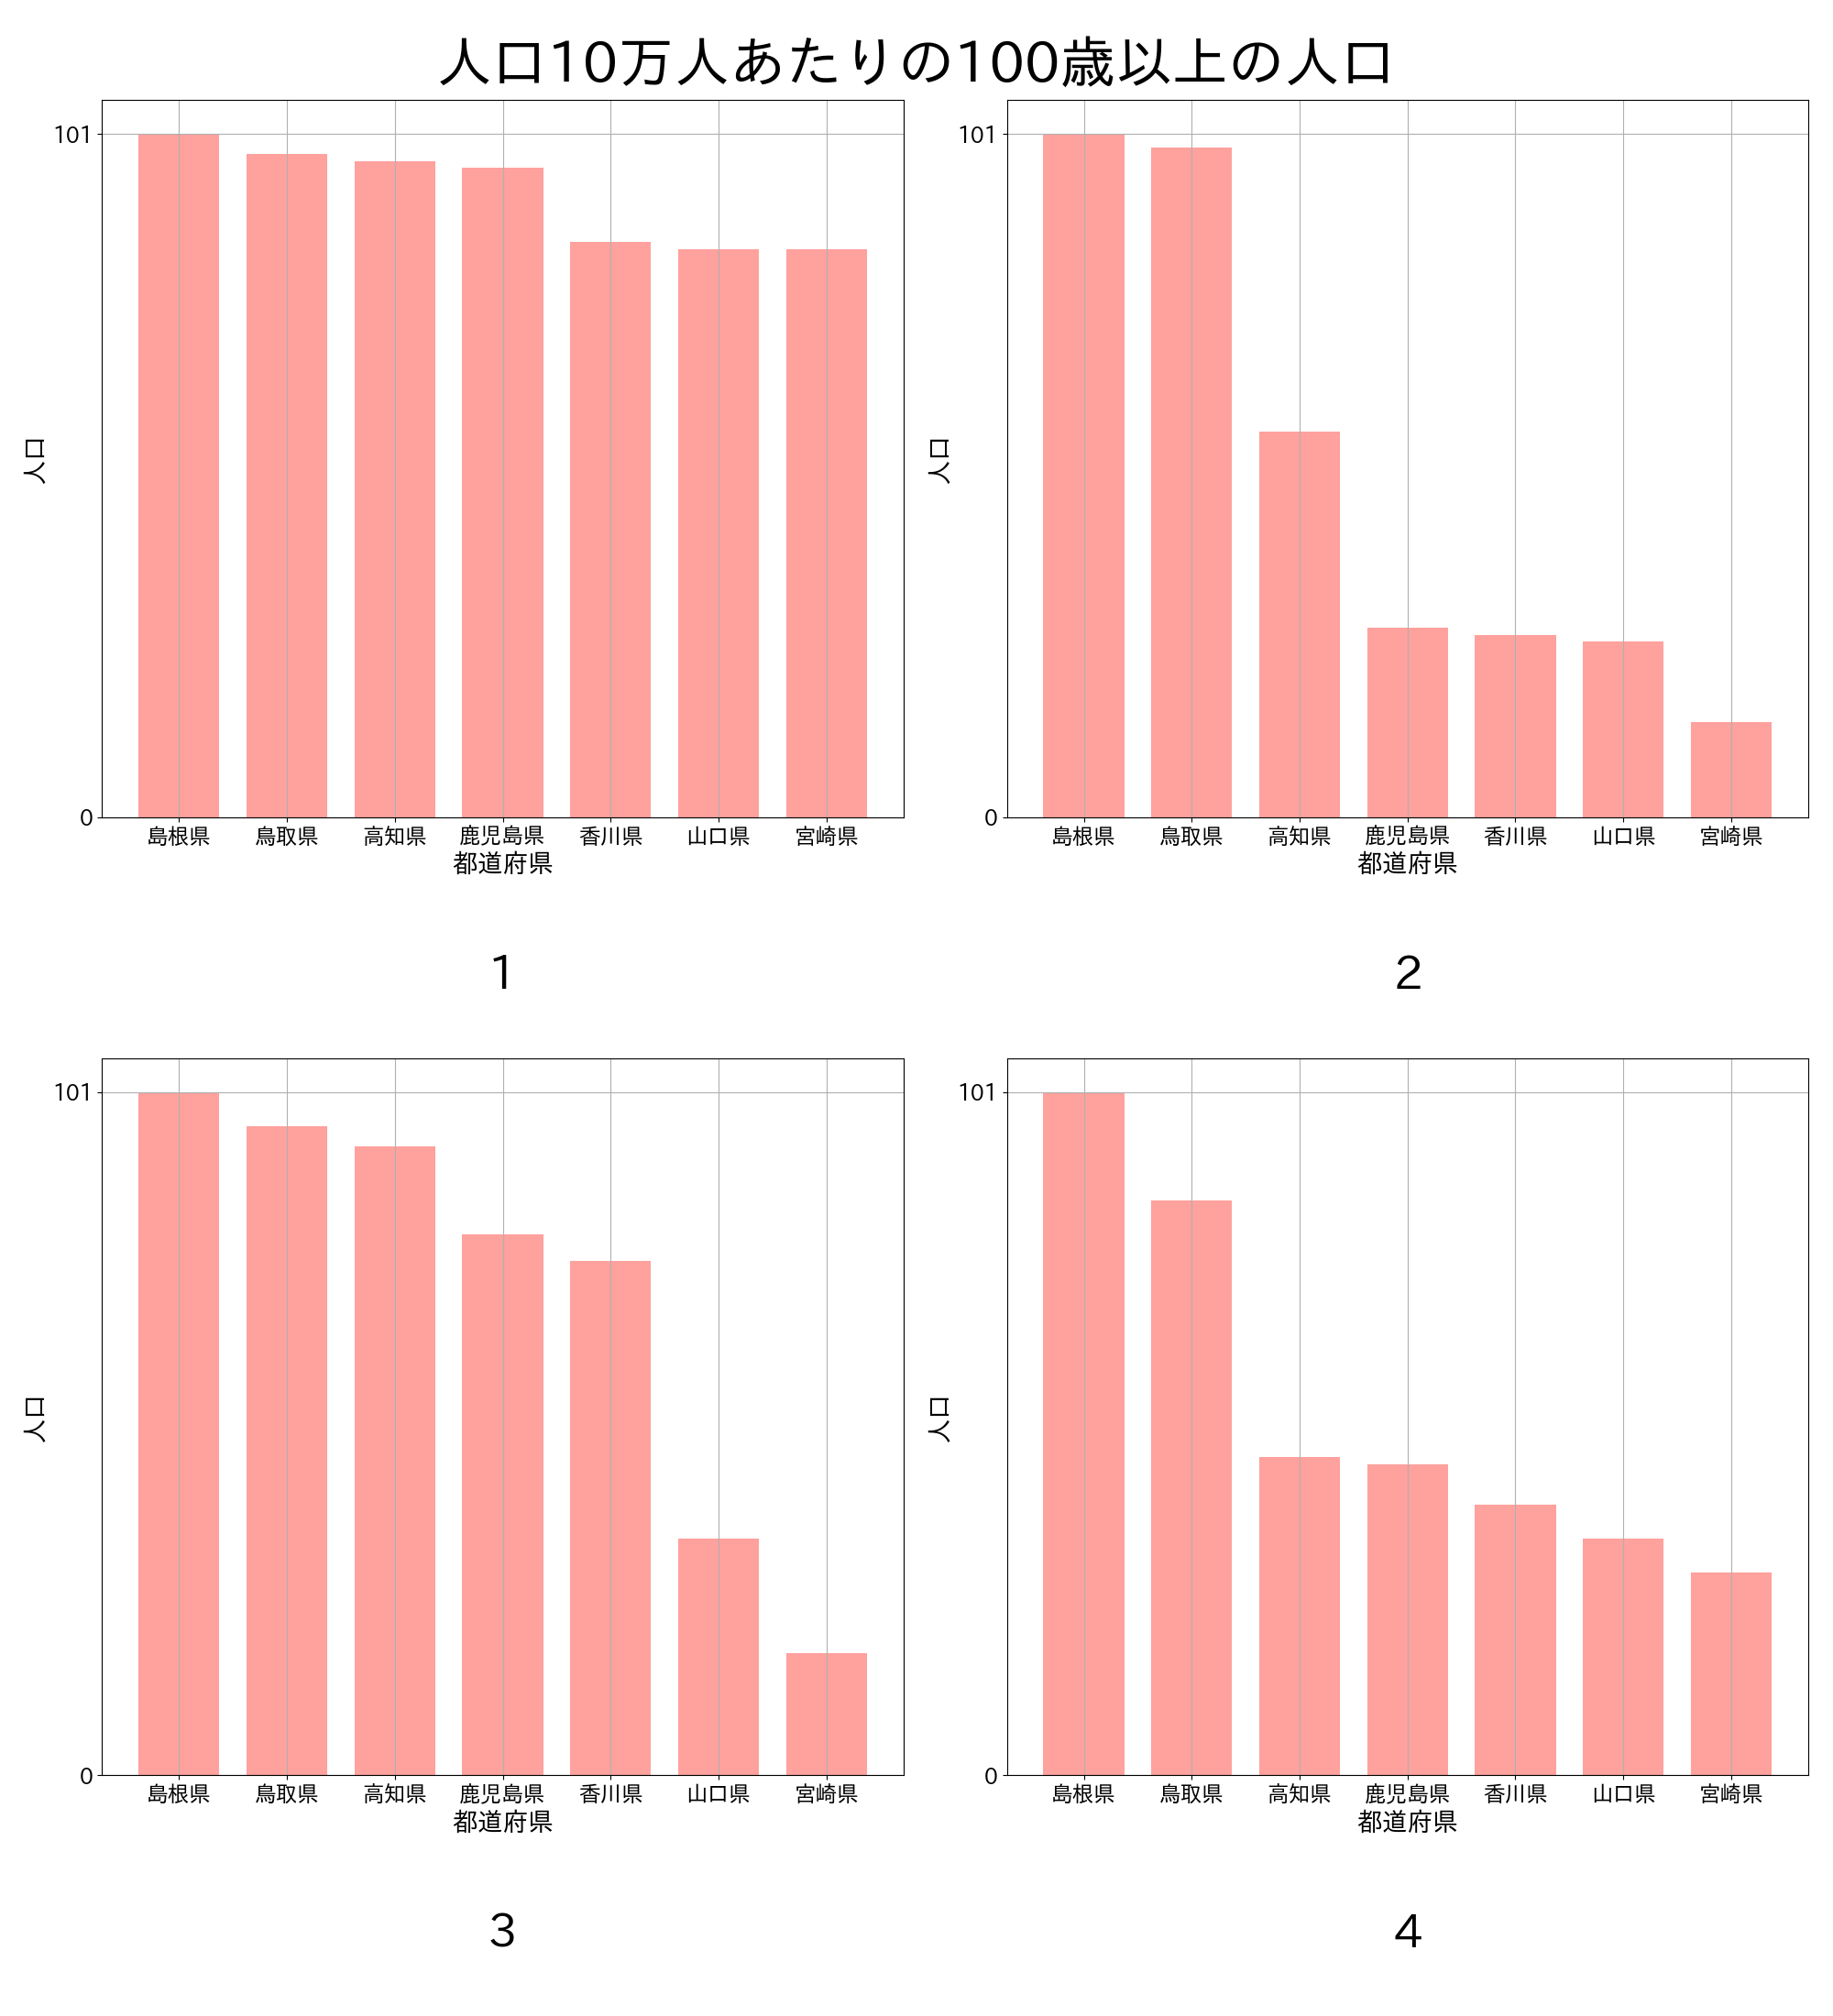 人口10万人あたりの100歳以上の人口
101
0
人口
島根県 鳥取県 高知県 鹿児島県 香川県 山口県 宮崎県
都道府県
1
101
0
人口
島根県 鳥取県 高知県 鹿児島県 香川県 山口県 宮崎県
都道府県
2
101
0
人口
島根県 鳥取県 高知県 鹿児島県 香川県 山口県 宮崎県
都道府県
3
101
0
人口
島根県 鳥取県 高知県 鹿児島県 香川県 山口県 宮崎県
都道府県
4